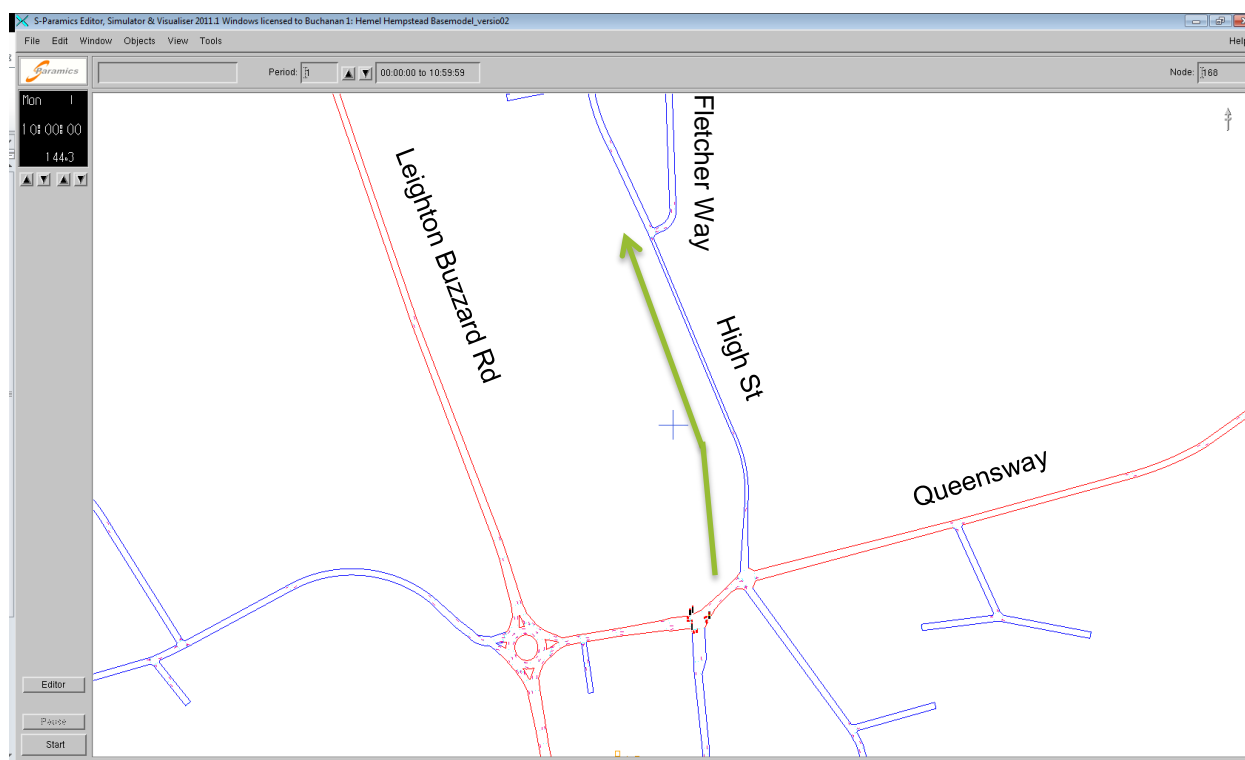 S-Paramics Editor, Simulator & Visualiser 2011.1 Windows licensed to Buchanan 1: Hemel Hempstead Basemodel_versio02
File Edit Window Objects View Tools Help
Paramics
Period: 1 00:00:00 to 10:59:59 Node: 168
Mon 1
10:00:00
144.3
Fletcher Way
Leighton Buzzard Rd
High St
Queensway
Editor
Pause
Start